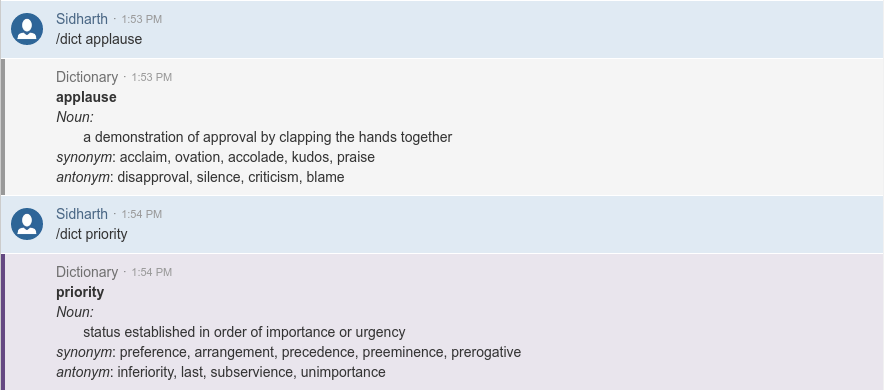 Sidharth · 1:53 PM
/dict applause
Dictionary · 1:53 PM
applause
Noun:
a demonstration of approval by clapping the hands together
synonym: acclaim, ovation, accolade, kudos, praise
antonym: disapproval, silence, criticism, blame
Sidharth · 1:54 PM
/dict priority
Dictionary · 1:54 PM
priority
Noun:
status established in order of importance or urgency
synonym: preference, arrangement, precedence, preeminence, prerogative
antonym: inferiority, last, subservience, unimportance